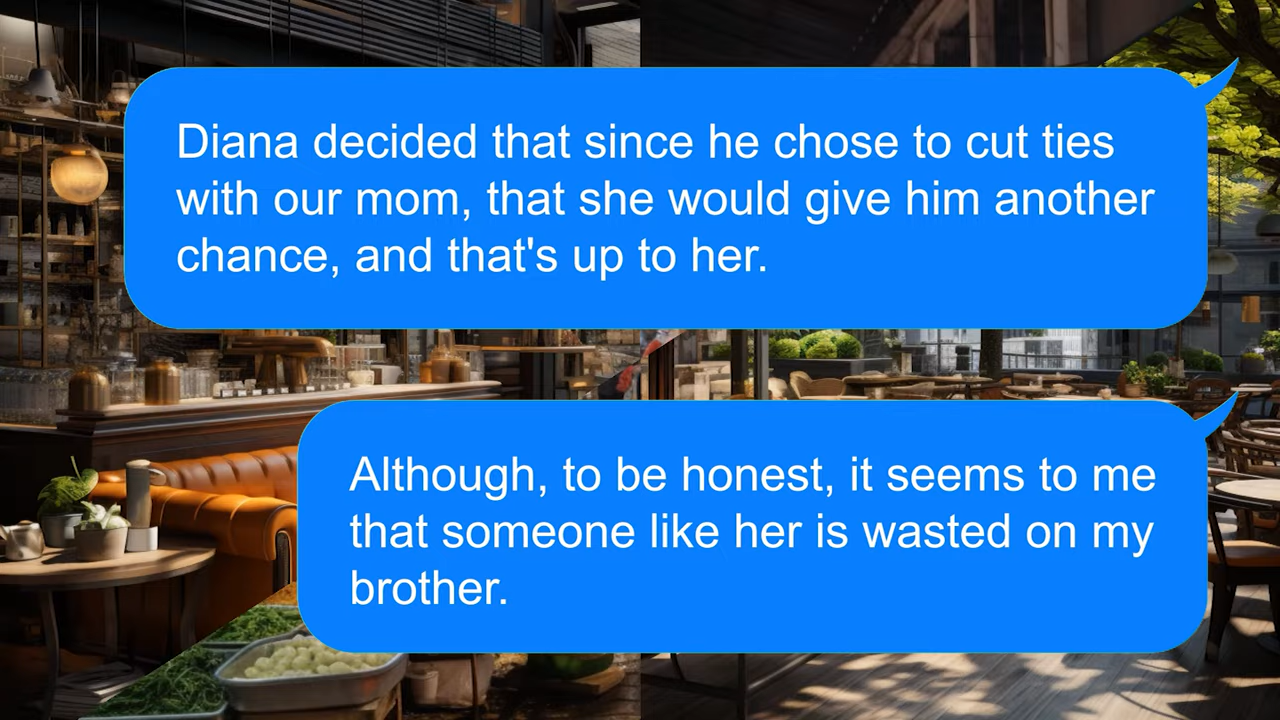 Diana decided that since he chose to cut ties
with our mom, that she would give him another
chance, and that's up to her.
Although, to be honest, it seems to me
that someone like her is wasted on my
brother.